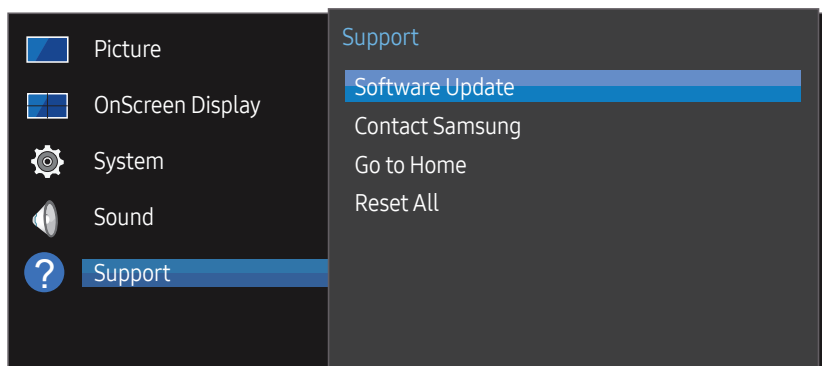 Picture
OnScreen Display
System
Sound
? Support
Support
Software Update
Contact Samsung
Go to Home
Reset All